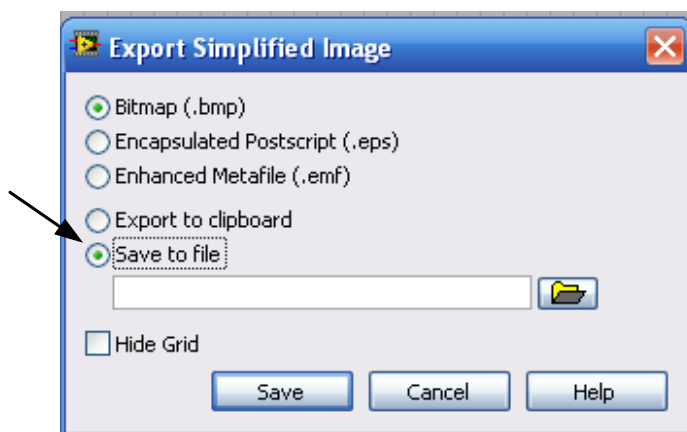 Export Simplified Image
Bitmap (.bmp)
Encapsulated Postscript (.eps)
Enhanced Metafile (.emf)
Export to clipboard
Save to file
Hide Grid
Save Cancel Help